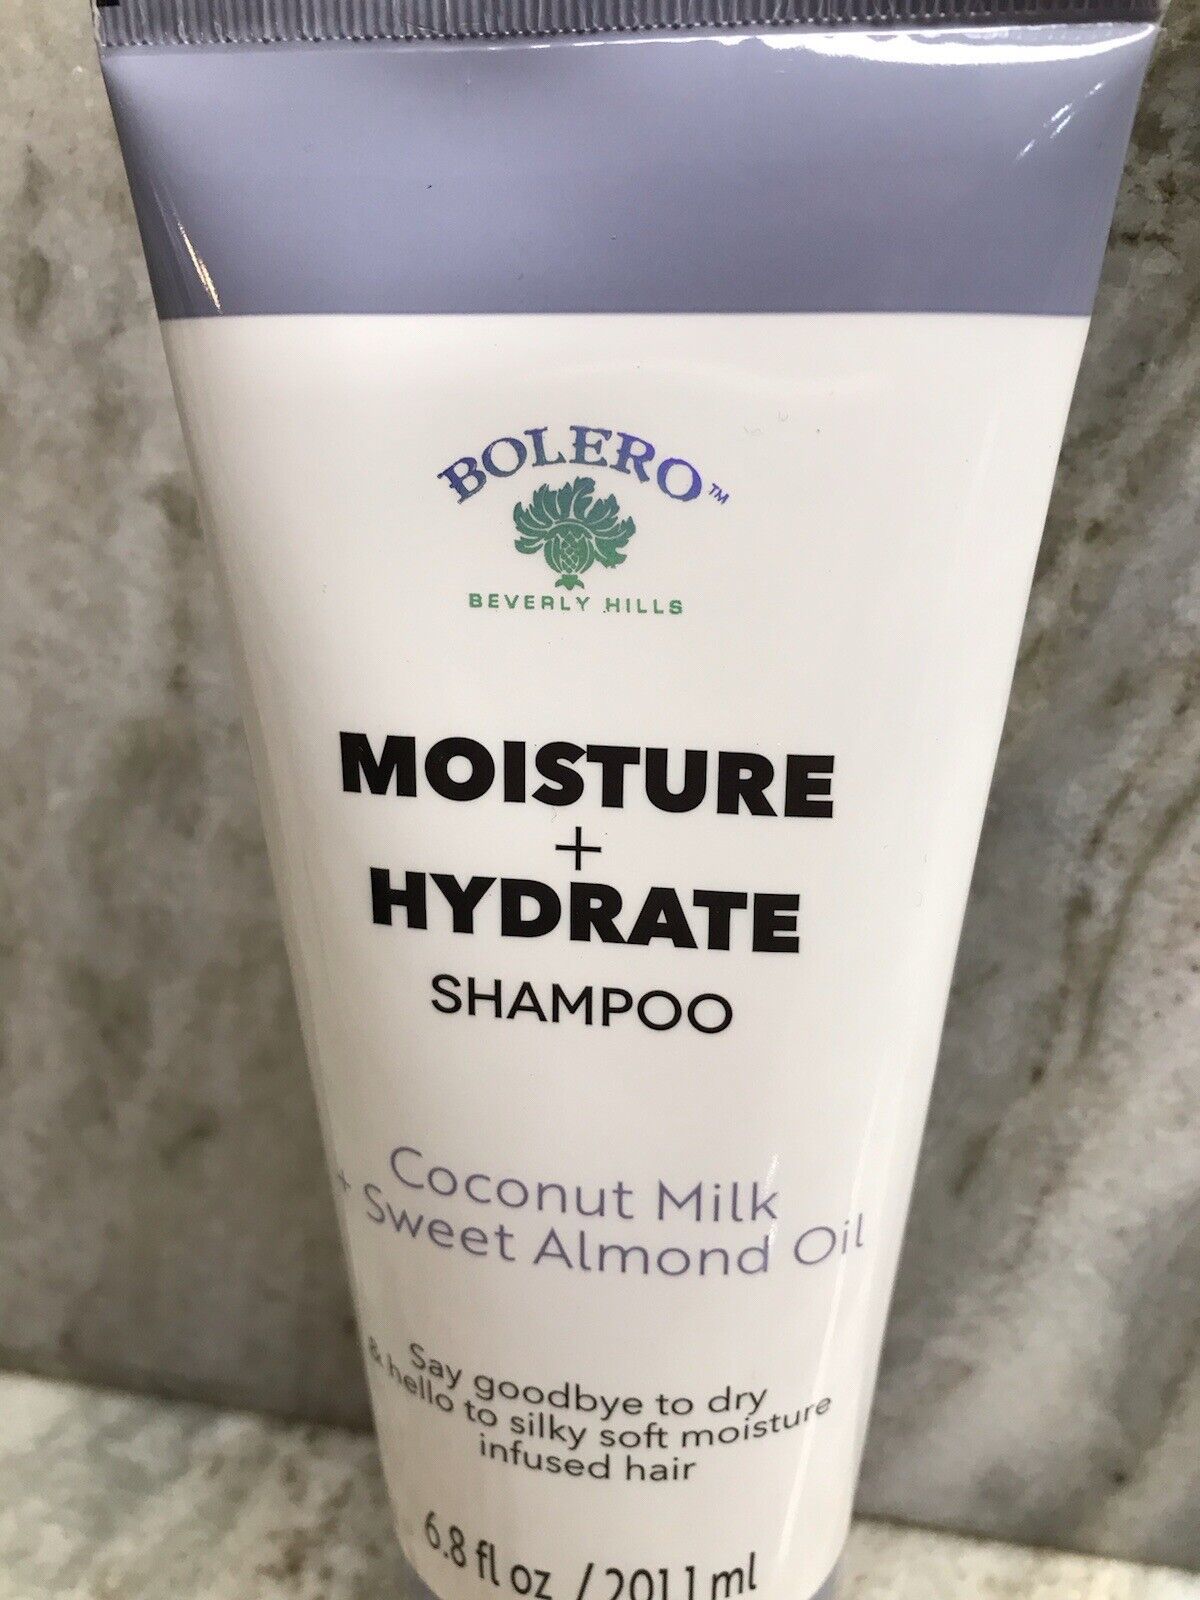 BOLERO™
BEVERLY HILLS
MOISTURE
+
HYDRATE
SHAMPOO
Coconut Milk
+ Sweet Almond Oil
Say goodbye to dry
& hello to silky soft moisture
infused hair
6.8 fl oz / 201.1 ml